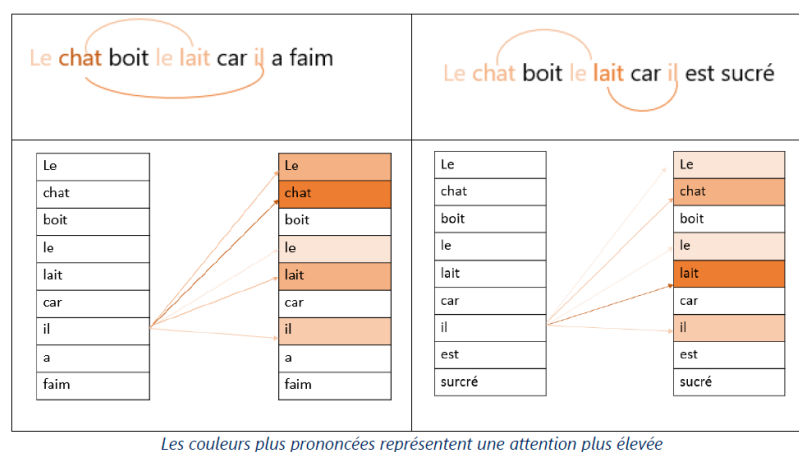 Le chat boit le lait car il a faim
Le chat boit le lait car il est sucré
Le
chat
boit
le
lait
car
il
a
faim
Le
chat
boit
le
lait
car
il
a
faim
Le
chat
boit
le
lait
car
il
est
surcré
Le
chat
boit
le
lait
car
il
est
sucré
Les couleurs plus prononcées représentent une attention plus élevée